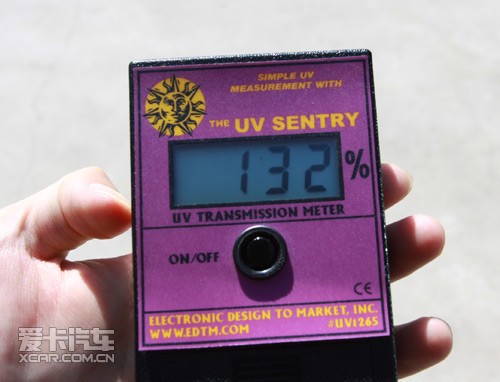 SIMPLE UV
MEASUREMENT WITH
THE UV SENTRY
132 %
UV TRANSMISSION METER
ON/OFF
CE
ELECTRONIC DESIGN TO MARKET, INC.
WWW.EDTM.COM #UV1265
爱卡汽车
XCAR.COM.CN